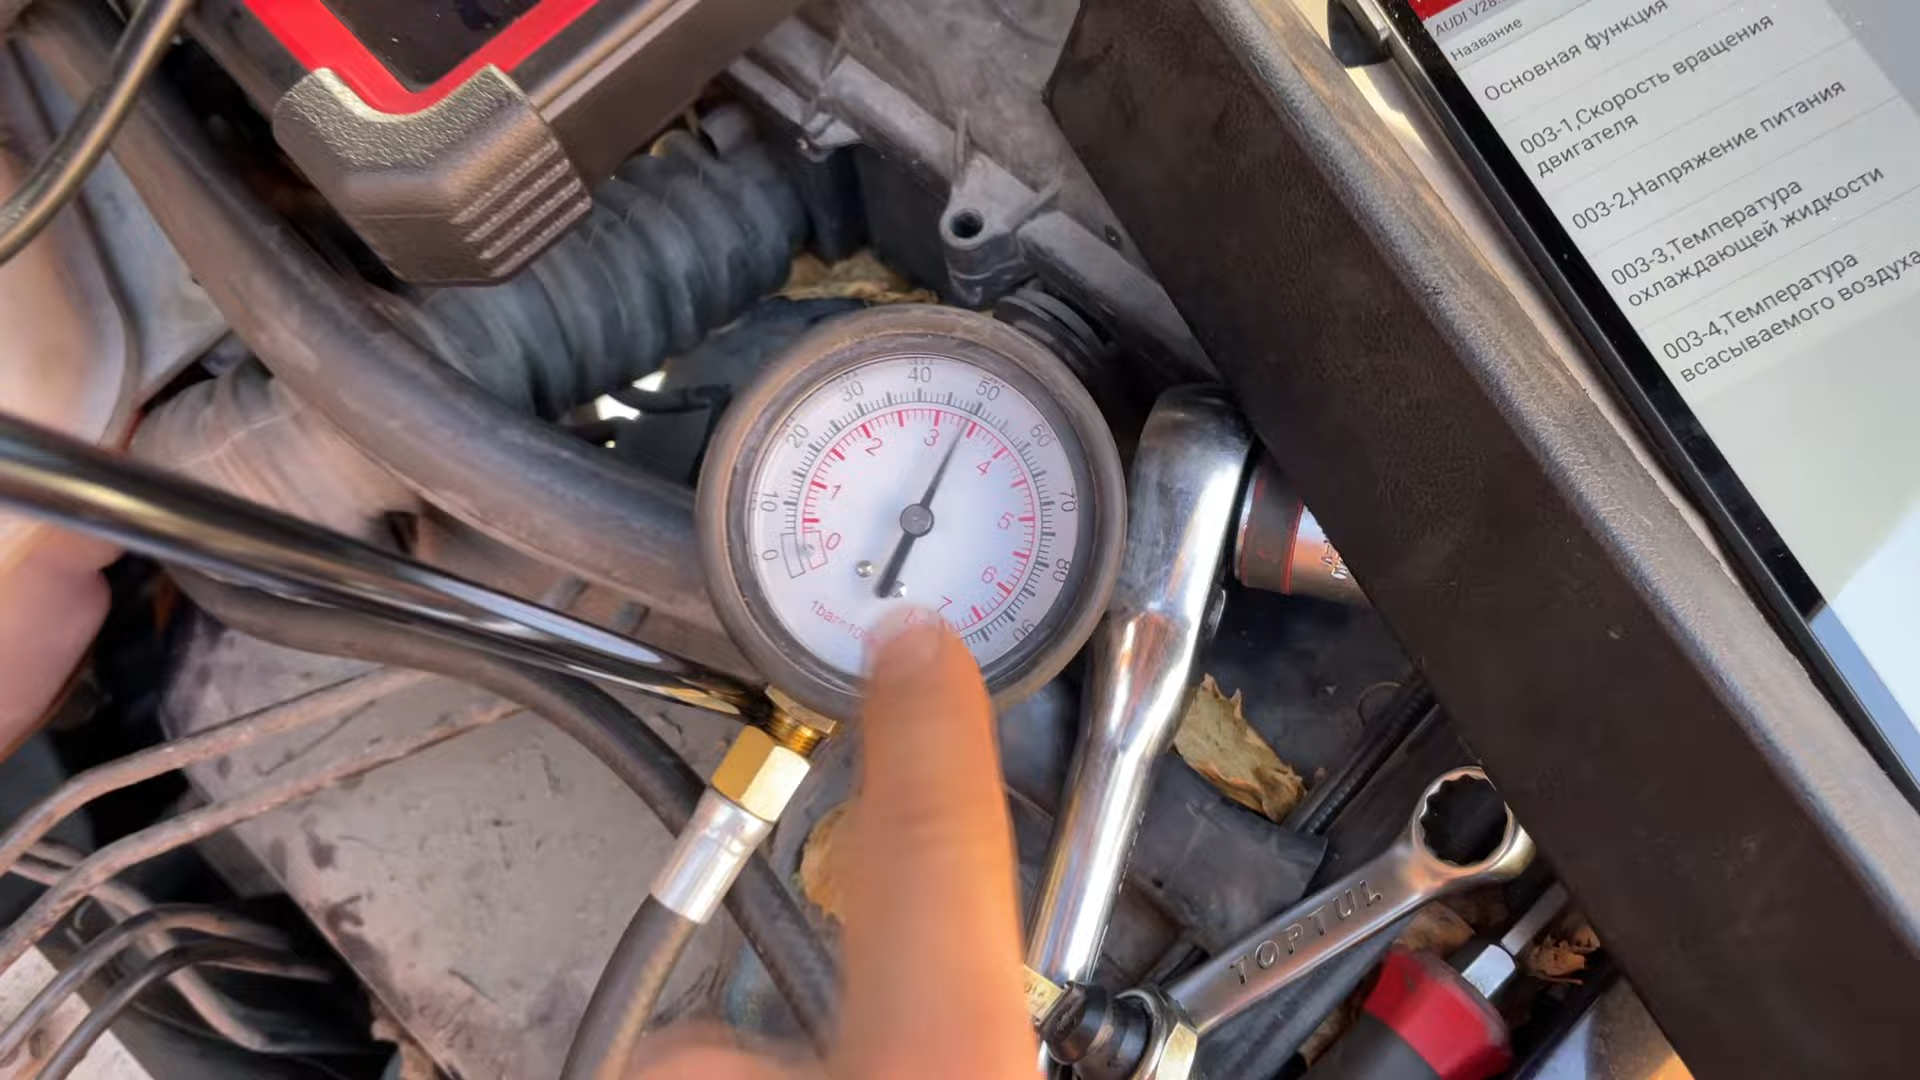 AUDI V28.
Название
Основная функция
003-1,Скорость вращения
двигателя
003-2,Напряжение питания
003-3,Температура
охлаждающей жидкости
003-4,Температура
всасываемого воздуха
0 10 20 30 40 50 60 70 80 90
0 1 2 3 4 5 6 7
1bar=10
TOPTUL